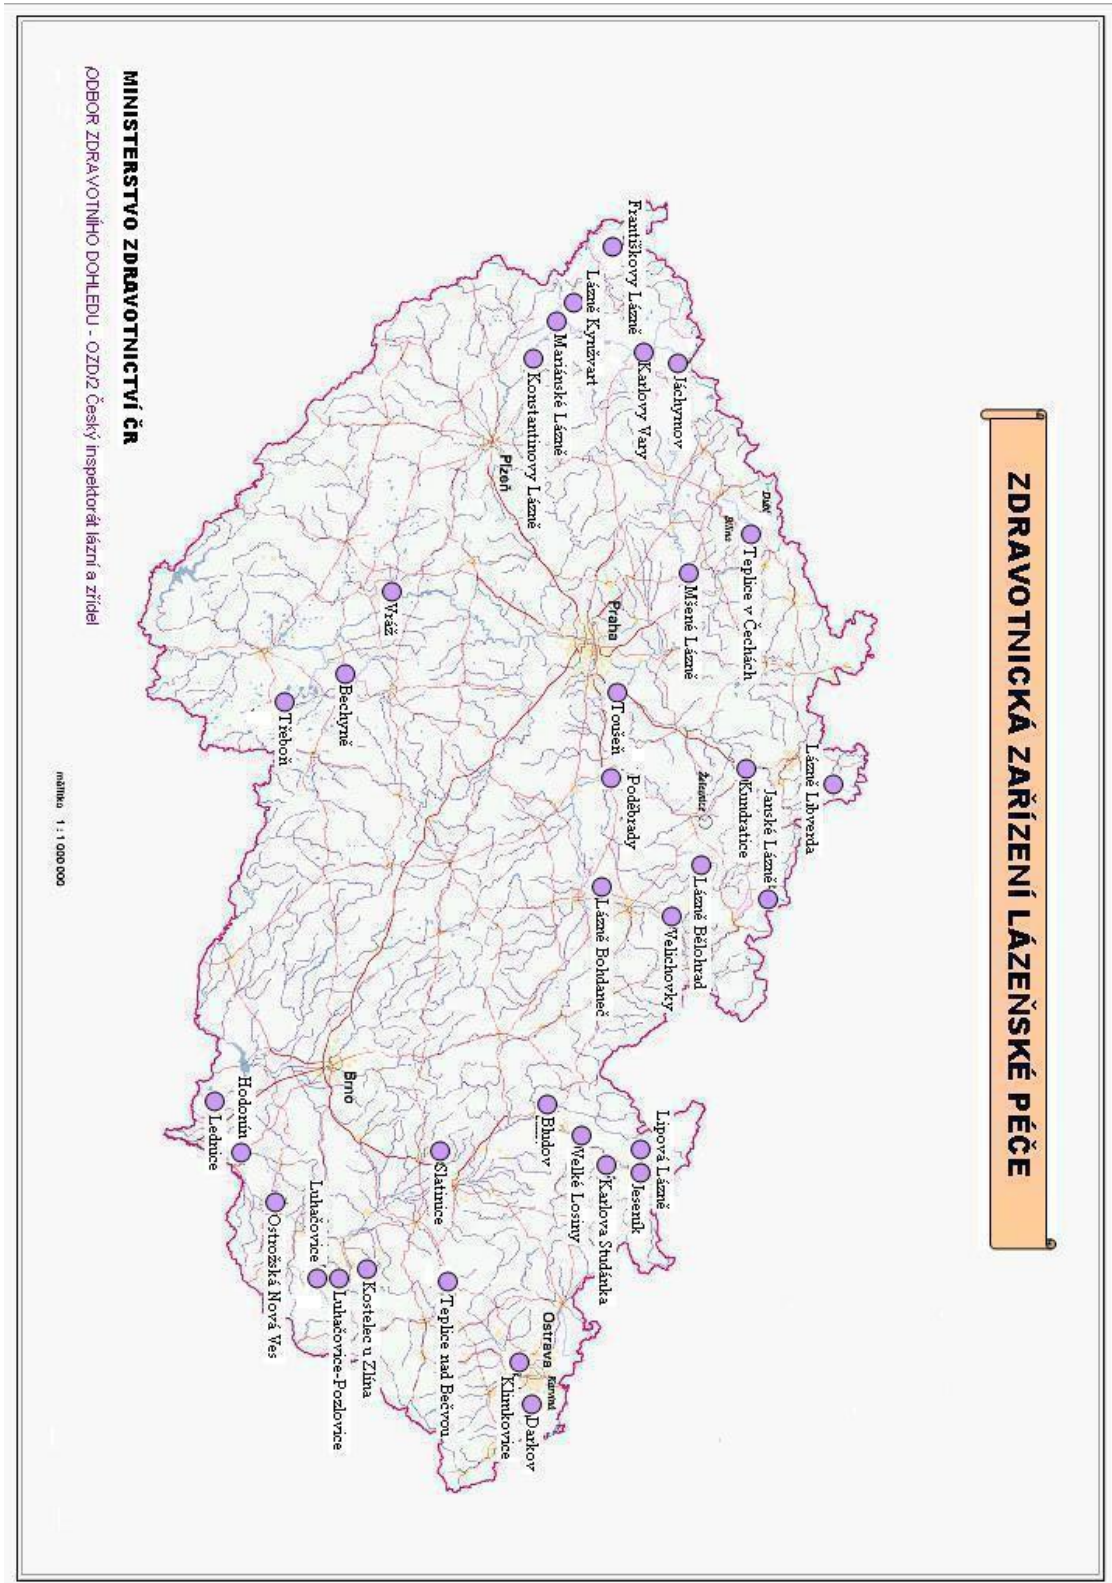 ZDRAVOTNICKÁ ZAŘÍZENÍ LÁZEŇSKÉ PÉČE
Lázně Libverda
Janské Lázně
Kundratice
Dubí
Teplice v Čechách
Bílina
Železnice
Lázně Bělohrad
Mšené Lázně
Velichovky
Jáchymov
Karlovy Vary
Františkovy Lázně
Lipová Lázně
Jeseník
Praha
Toušeň
Poděbrady
Lázně Bohdaneč
Karlova Studánka
Lázně Kynžvart
Velké Losiny
Mariánské Lázně
Bludov
Konstantinovy Lázně
Ostrava
Karviná
Darkov
Klimkovice
Plzeň
Teplice nad Bečvou
Slatinice
Vráž
Kostelec u Zlína
Bechyně
Brno
Luhačovice-Pozlovice
Luhačovice
Třeboň
Ostrožská Nová Ves
Hodonín
Lednice
MINISTERSTVO ZDRAVOTNICTVÍ ČR
ODBOR ZDRAVOTNÍHO DOHLEDU - OZD/2 Český inspektorát lázní a zřídel
měřítko 1 : 1 000 000